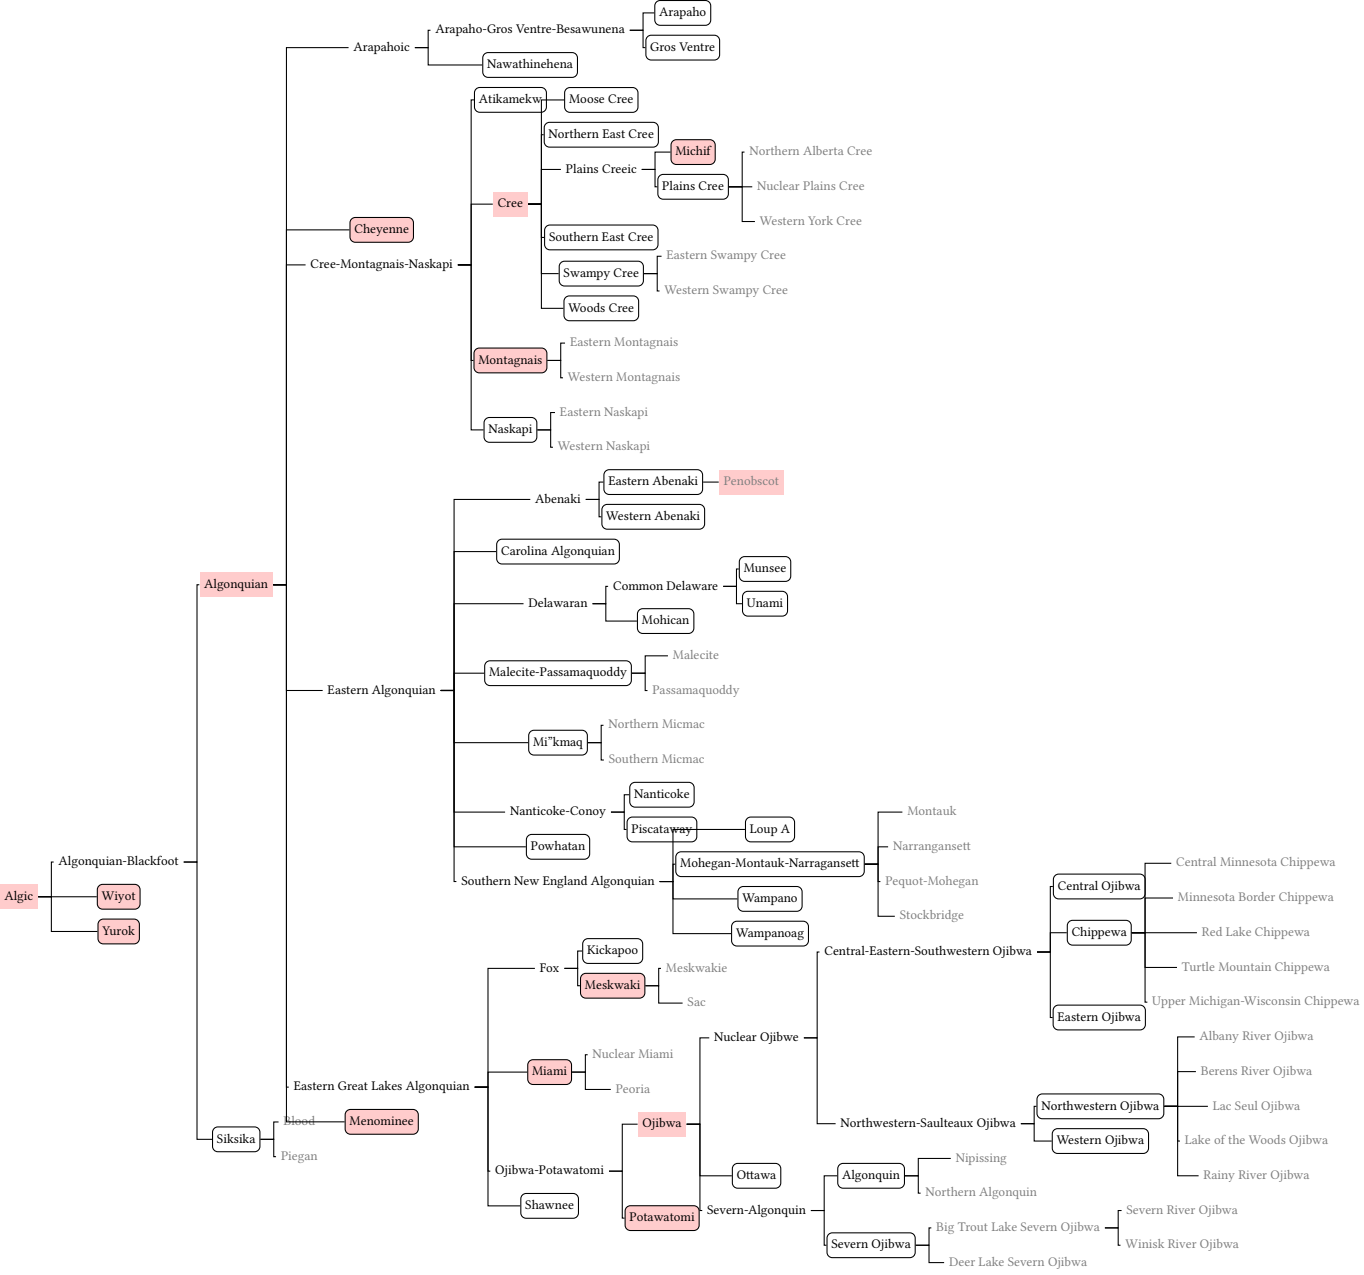 Arapaho
Arapaho-Gros Ventre-Besawunena
Arapahoic
Gros Ventre
Nawathinehena
Atikamekw
Moose Cree
Northern East Cree
Michif
Northern Alberta Cree
Plains Creeic
Plains Cree
Nuclear Plains Cree
Cree
Western York Cree
Cheyenne
Southern East Cree
Eastern Swampy Cree
Cree-Montagnais-Naskapi
Swampy Cree
Western Swampy Cree
Woods Cree
Eastern Montagnais
Montagnais
Western Montagnais
Eastern Naskapi
Naskapi
Western Naskapi
Eastern Abenaki
Penobscot
Abenaki
Western Abenaki
Carolina Algonquian
Munsee
Algonquian
Common Delaware
Delawaran
Unami
Mohican
Malecite
Malecite-Passamaquoddy
Eastern Algonquian
Passamaquoddy
Northern Micmac
Mi”kmaq
Southern Micmac
Nanticoke
Nanticoke-Conoy
Montauk
Piscataway
Loup A
Powhatan
Narrangansett
Algonquian-Blackfoot
Mohegan-Montauk-Narragansett
Central Minnesota Chippewa
Southern New England Algonquian
Pequot-Mohegan
Central Ojibwa
Algic
Wiyot
Wampano
Minnesota Border Chippewa
Stockbridge
Yurok
Wampanoag
Chippewa
Red Lake Chippewa
Kickapoo
Central-Eastern-Southwestern Ojibwa
Fox
Meskwakie
Turtle Mountain Chippewa
Meskwaki
Sac
Upper Michigan-Wisconsin Chippewa
Eastern Ojibwa
Nuclear Ojibwe
Albany River Ojibwa
Nuclear Miami
Miami
Berens River Ojibwa
Eastern Great Lakes Algonquian
Peoria
Northwestern Ojibwa
Lac Seul Ojibwa
Blood
Menominee
Ojibwa
Northwestern-Saulteaux Ojibwa
Siksika
Western Ojibwa
Lake of the Woods Ojibwa
Piegan
Nipissing
Ojibwa-Potawatomi
Ottawa
Algonquin
Rainy River Ojibwa
Northern Algonquin
Shawnee
Potawatomi
Severn-Algonquin
Severn River Ojibwa
Big Trout Lake Severn Ojibwa
Severn Ojibwa
Winisk River Ojibwa
Deer Lake Severn Ojibwa